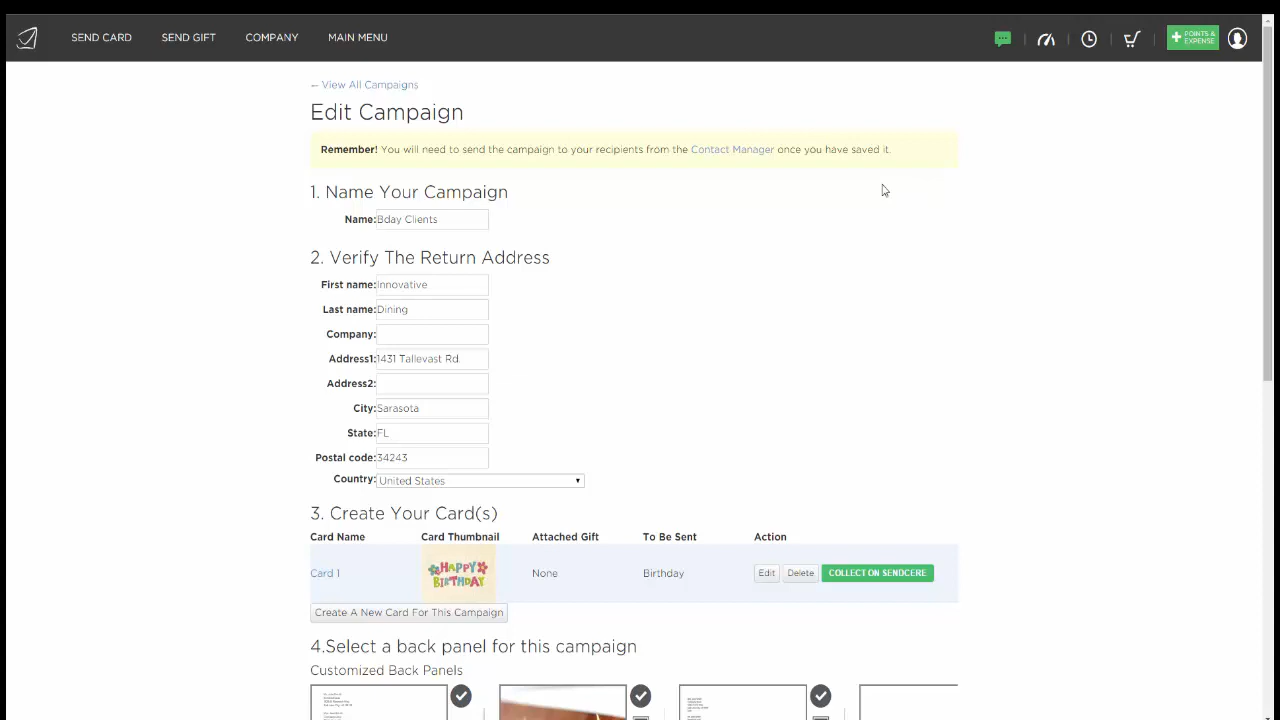 SEND CARD SEND GIFT COMPANY MAIN MENU + POINTS & EXPENSE
← View All Campaigns
Edit Campaign
Remember! You will need to send the campaign to your recipients from the Contact Manager once you have saved it.
1. Name Your Campaign
Name: Bday Clients
2. Verify The Return Address
First name: Innovative
Last name: Dining
Company:
Address1: 1431 Tallevast Rd.
Address2:
City: Sarasota
State: FL
Postal code: 34243
Country: United States
3. Create Your Card(s)
Card Name Card Thumbnail Attached Gift To Be Sent Action
Card 1 HAPPY BIRTHDAY None Birthday Edit Delete COLLECT ON SENDCERE
Create A New Card For This Campaign
4.Select a back panel for this campaign
Customized Back Panels